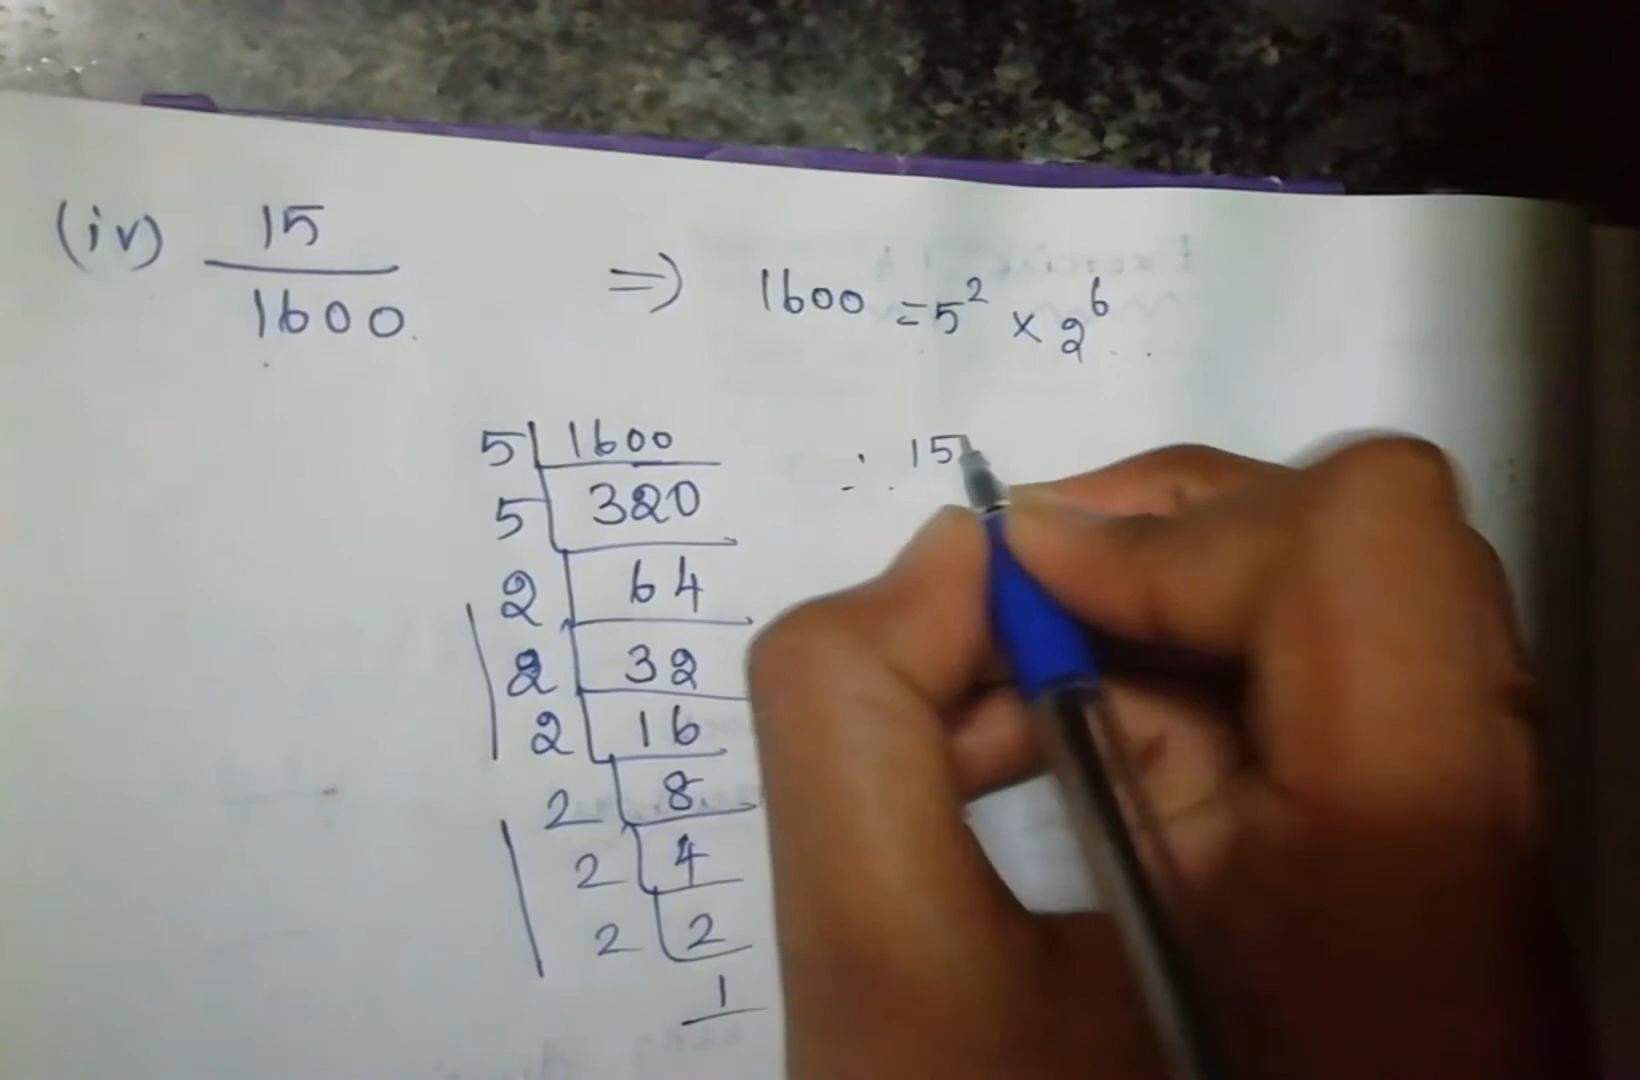 (iv) 15
1600
=> 1600 = 5² × 2⁶
5 | 1600
5 | 320
2 | 64
2 | 32
2 | 16
2 | 8
2 | 4
2 | 2
1
∴ 15